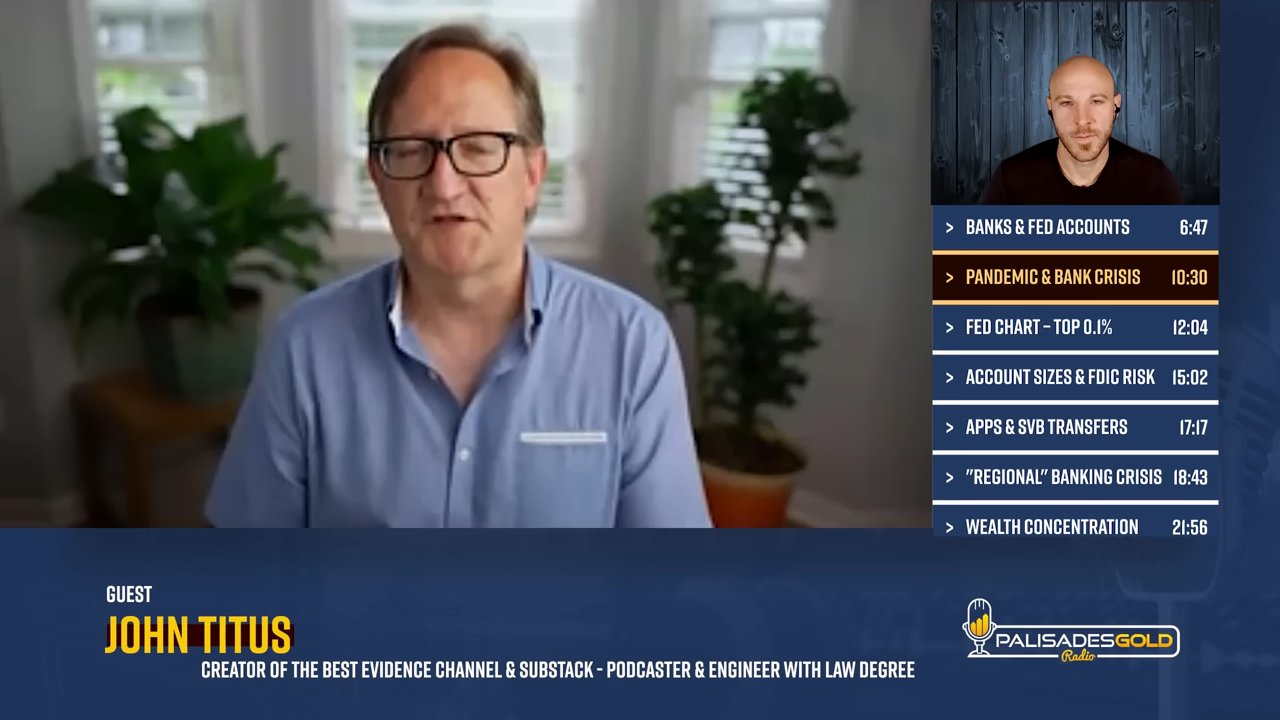 > BANKS & FED ACCOUNTS 6:47
> PANDEMIC & BANK CRISIS 10:30
> FED CHART - TOP 0.1% 12:04
> ACCOUNT SIZES & FDIC RISK 15:02
> APPS & SVB TRANSFERS 17:17
> "REGIONAL" BANKING CRISIS 18:43
> WEALTH CONCENTRATION 21:56
GUEST
JOHN TITUS
CREATOR OF THE BEST EVIDENCE CHANNEL & SUBSTACK - PODCASTER & ENGINEER WITH LAW DEGREE
PALISADESGOLD
Radio